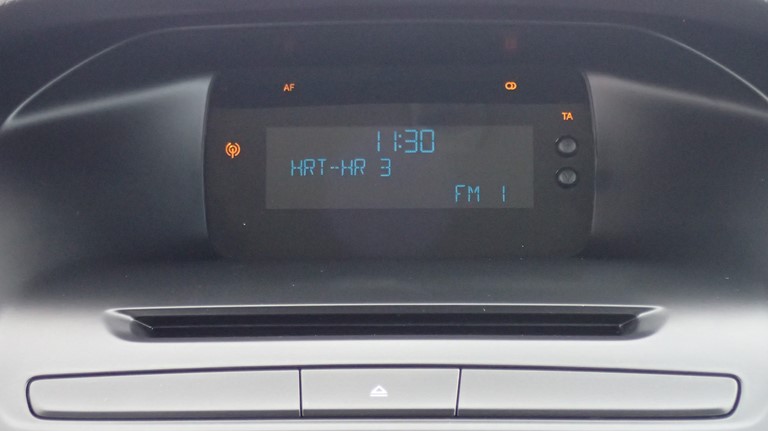 AF
TA
11:30
HRT-HR 3
FM 1